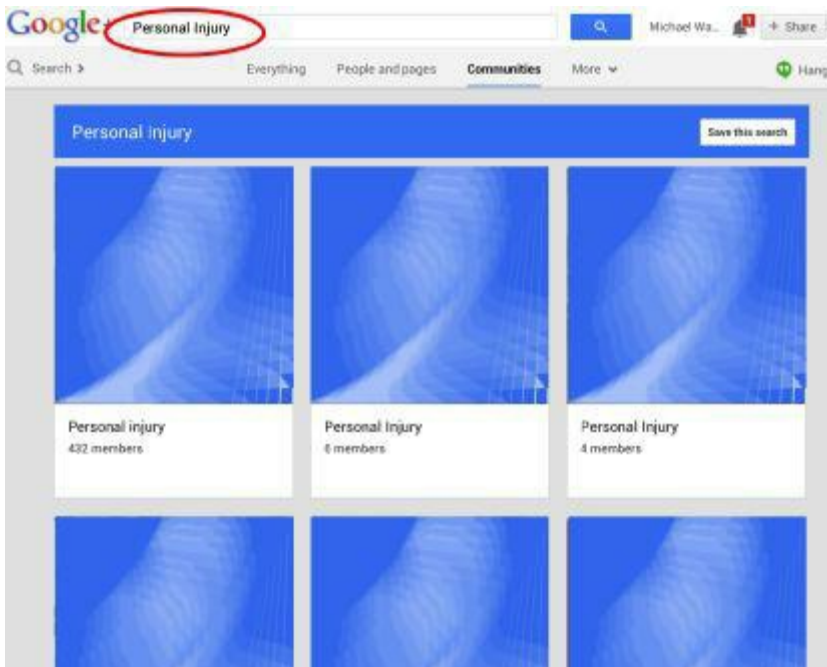 Google+ Personal Injury Michael Wa... 1 + Share
Search > Everything People and pages Communities More Hang
Personal Injury Save this search
Personal injury Personal Injury Personal Injury
432 members 6 members 4 members